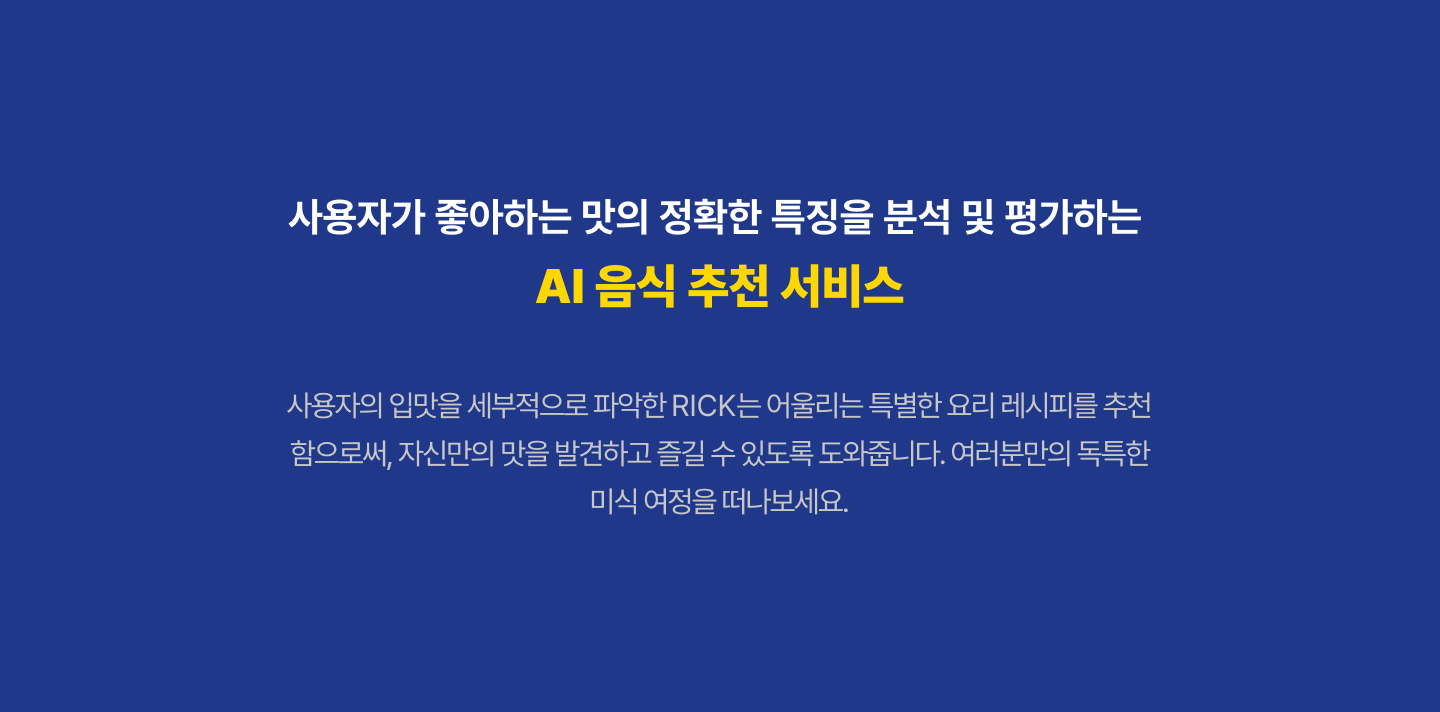 사용자가 좋아하는 맛의 정확한 특징을 분석 및 평가하는
AI 음식 추천 서비스
사용자의 입맛을 세부적으로 파악한 RICK는 어울리는 특별한 요리 레시피를 추천
함으로써, 자신만의 맛을 발견하고 즐길 수 있도록 도와줍니다. 여러분만의 독특한
미식 여정을 떠나보세요.